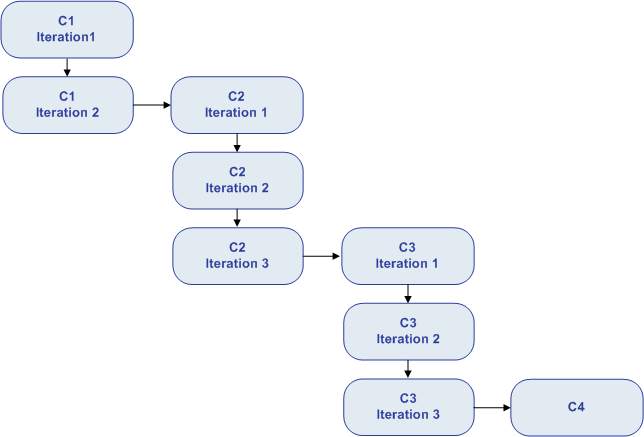 C1
Iteration1
C1
Iteration 2
C2
Iteration 1
C2
Iteration 2
C2
Iteration 3
C3
Iteration 1
C3
Iteration 2
C3
Iteration 3
C4